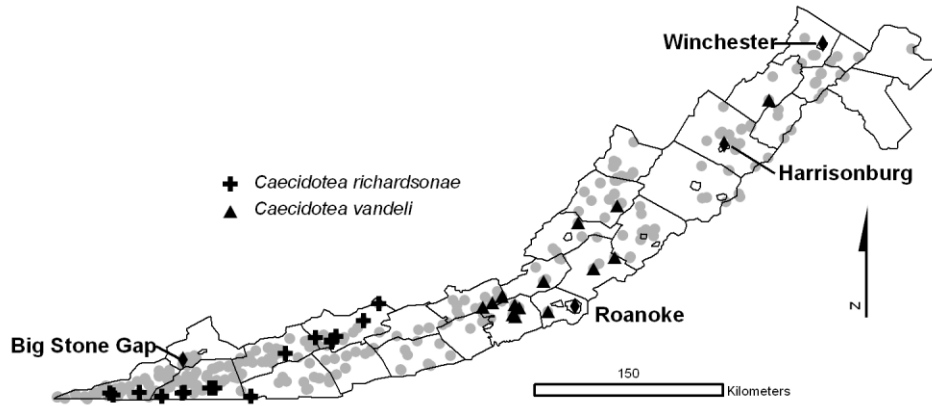 Winchester
Caecidotea richardsonae
Caecidotea vandeli
Harrisonburg
N
Roanoke
Big Stone Gap
150
Kilometers